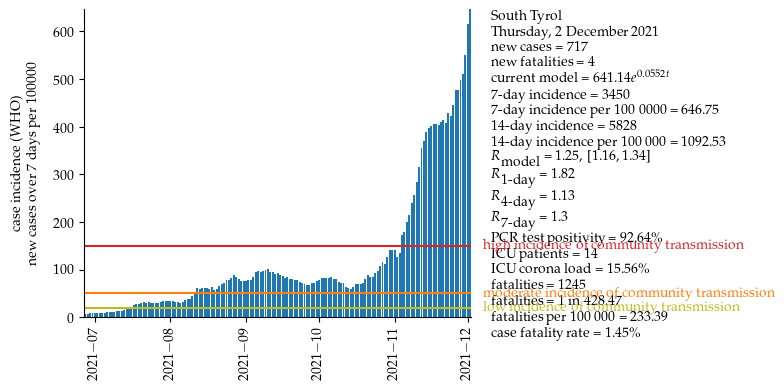 case incidence (WHO)
new cases over 7 days per 100000
600
500
400
300
200
100
0
2021−07
2021−08
2021−09
2021−10
2021−11
2021−12
South Tyrol
Thursday, 2 December 2021
new cases = 717
new fatalities = 4
current model = 641.14e^0.0552t
7-day incidence = 3450
7-day incidence per 100 0000 = 646.75
14-day incidence = 5828
14-day incidence per 100 000 = 1092.53
R model = 1.25, [1.16, 1.34]
R 1-day = 1.82
R 4-day = 1.13
R 7-day = 1.3
PCR test positivity = 92.64%
high incidence of community transmission
ICU patients = 14
ICU corona load = 15.56%
fatalities = 1245
moderate incidence of community transmission
fatalities = 1 in 428.47
low incidence of community transmission
fatalities per 100 000 = 233.39
case fatality rate = 1.45%